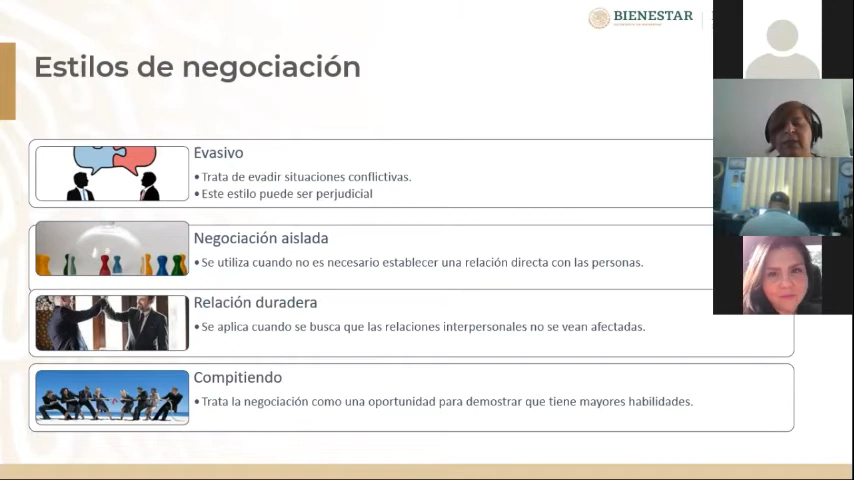 BIENESTAR
Estilos de negociación
Evasivo
•Trata de evadir situaciones conflictivas.
•Este estilo puede ser perjudicial
Negociación aislada
•Se utiliza cuando no es necesario establecer una relación directa con las personas.
Relación duradera
•Se aplica cuando se busca que las relaciones interpersonales no se vean afectadas.
Compitiendo
•Trata la negociación como una oportunidad para demostrar que tiene mayores habilidades.